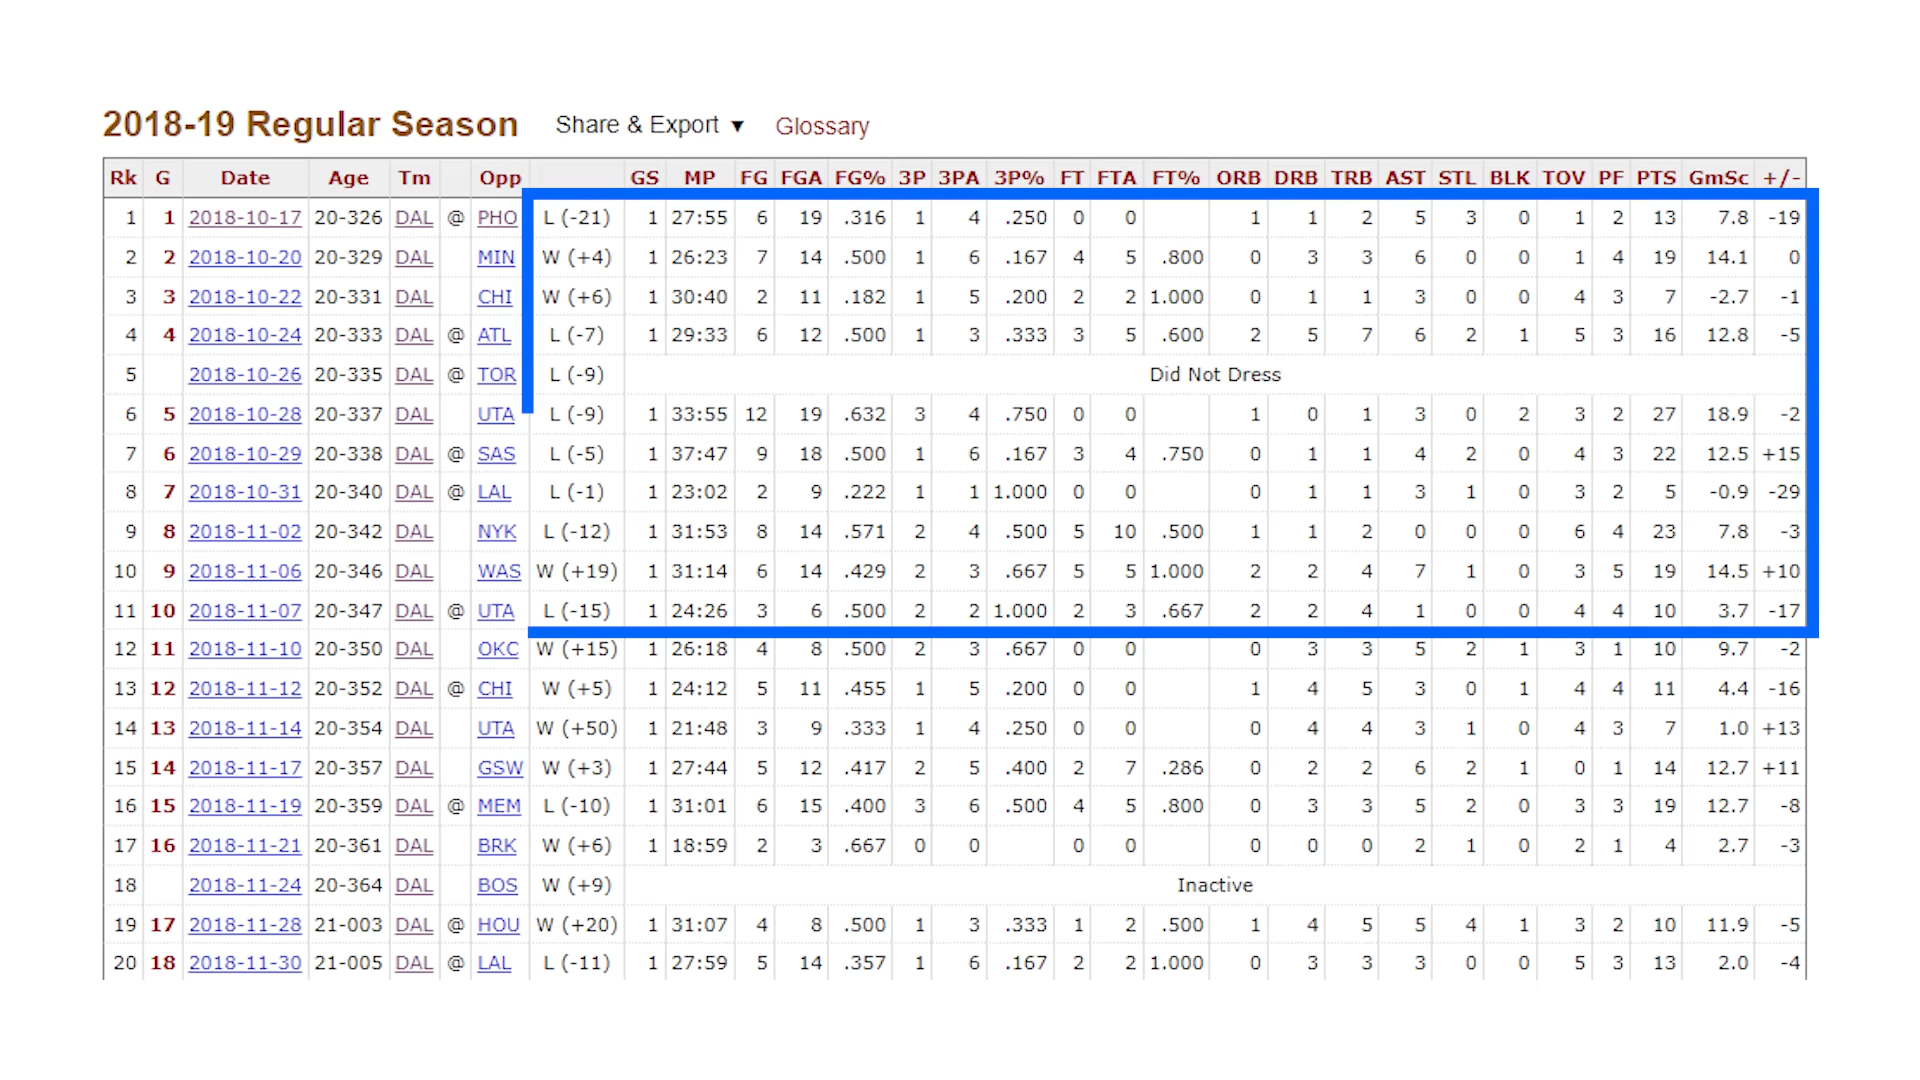 2018-19 Regular Season Share & Export ▼ Glossary
Rk G Date Age Tm Opp GS MP FG FGA FG% 3P 3PA 3P% FT FTA FT% ORB DRB TRB AST STL BLK TOV PF PTS GmSc +/-
1 1 2018-10-17 20-326 DAL @ PHO L (-21) 1 27:55 6 19 .316 1 4 .250 0 0 1 1 2 5 3 0 1 2 13 7.8 -19
2 2 2018-10-20 20-329 DAL MIN W (+4) 1 26:23 7 14 .500 1 6 .167 4 5 .800 0 3 3 6 0 0 1 4 19 14.1 0
3 3 2018-10-22 20-331 DAL CHI W (+6) 1 30:40 2 11 .182 1 5 .200 2 2 1.000 0 1 1 3 0 0 4 3 7 -2.7 -1
4 4 2018-10-24 20-333 DAL @ ATL L (-7) 1 29:33 6 12 .500 1 3 .333 3 5 .600 2 5 7 6 2 1 5 3 16 12.8 -5
5 2018-10-26 20-335 DAL @ TOR L (-9) Did Not Dress
6 5 2018-10-28 20-337 DAL UTA L (-9) 1 33:55 12 19 .632 3 4 .750 0 0 1 0 1 3 0 2 3 2 27 18.9 -2
7 6 2018-10-29 20-338 DAL @ SAS L (-5) 1 37:47 9 18 .500 1 6 .167 3 4 .750 0 1 1 4 2 0 4 3 22 12.5 +15
8 7 2018-10-31 20-340 DAL @ LAL L (-1) 1 23:02 2 9 .222 1 1 1.000 0 0 0 1 1 3 1 0 3 2 5 -0.9 -29
9 8 2018-11-02 20-342 DAL NYK L (-12) 1 31:53 8 14 .571 2 4 .500 5 10 .500 1 1 2 0 0 0 6 4 23 7.8 -3
10 9 2018-11-06 20-346 DAL WAS W (+19) 1 31:14 6 14 .429 2 3 .667 5 5 1.000 2 2 4 7 1 0 3 5 19 14.5 +10
11 10 2018-11-07 20-347 DAL @ UTA L (-15) 1 24:26 3 6 .500 2 2 1.000 2 3 .667 2 2 4 1 0 0 4 4 10 3.7 -17
12 11 2018-11-10 20-350 DAL OKC W (+15) 1 26:18 4 8 .500 2 3 .667 0 0 0 3 3 5 2 1 3 1 10 9.7 -2
13 12 2018-11-12 20-352 DAL @ CHI W (+5) 1 24:12 5 11 .455 1 5 .200 0 0 1 4 5 3 0 1 4 4 11 4.4 -16
14 13 2018-11-14 20-354 DAL UTA W (+50) 1 21:48 3 9 .333 1 4 .250 0 0 0 4 4 3 1 0 4 3 7 1.0 +13
15 14 2018-11-17 20-357 DAL GSW W (+3) 1 27:44 5 12 .417 2 5 .400 2 7 .286 0 2 2 6 2 1 0 1 14 12.7 +11
16 15 2018-11-19 20-359 DAL @ MEM L (-10) 1 31:01 6 15 .400 3 6 .500 4 5 .800 0 3 3 5 2 0 3 3 19 12.7 -8
17 16 2018-11-21 20-361 DAL BRK W (+6) 1 18:59 2 3 .667 0 0 0 0 0 0 0 2 1 0 2 1 4 2.7 -3
18 2018-11-24 20-364 DAL BOS W (+9) Inactive
19 17 2018-11-28 21-003 DAL @ HOU W (+20) 1 31:07 4 8 .500 1 3 .333 1 2 .500 1 4 5 5 4 1 3 2 10 11.9 -5
20 18 2018-11-30 21-005 DAL @ LAL L (-11) 1 27:59 5 14 .357 1 6 .167 2 2 1.000 0 3 3 3 0 0 5 3 13 2.0 -4